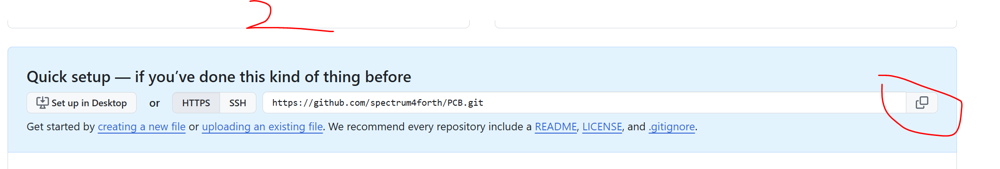 2
Quick setup — if you’ve done this kind of thing before
Set up in Desktop or HTTPS SSH https://github.com/spectrum4forth/PCB.git
Get started by creating a new file or uploading an existing file. We recommend every repository include a README, LICENSE, and .gitignore.